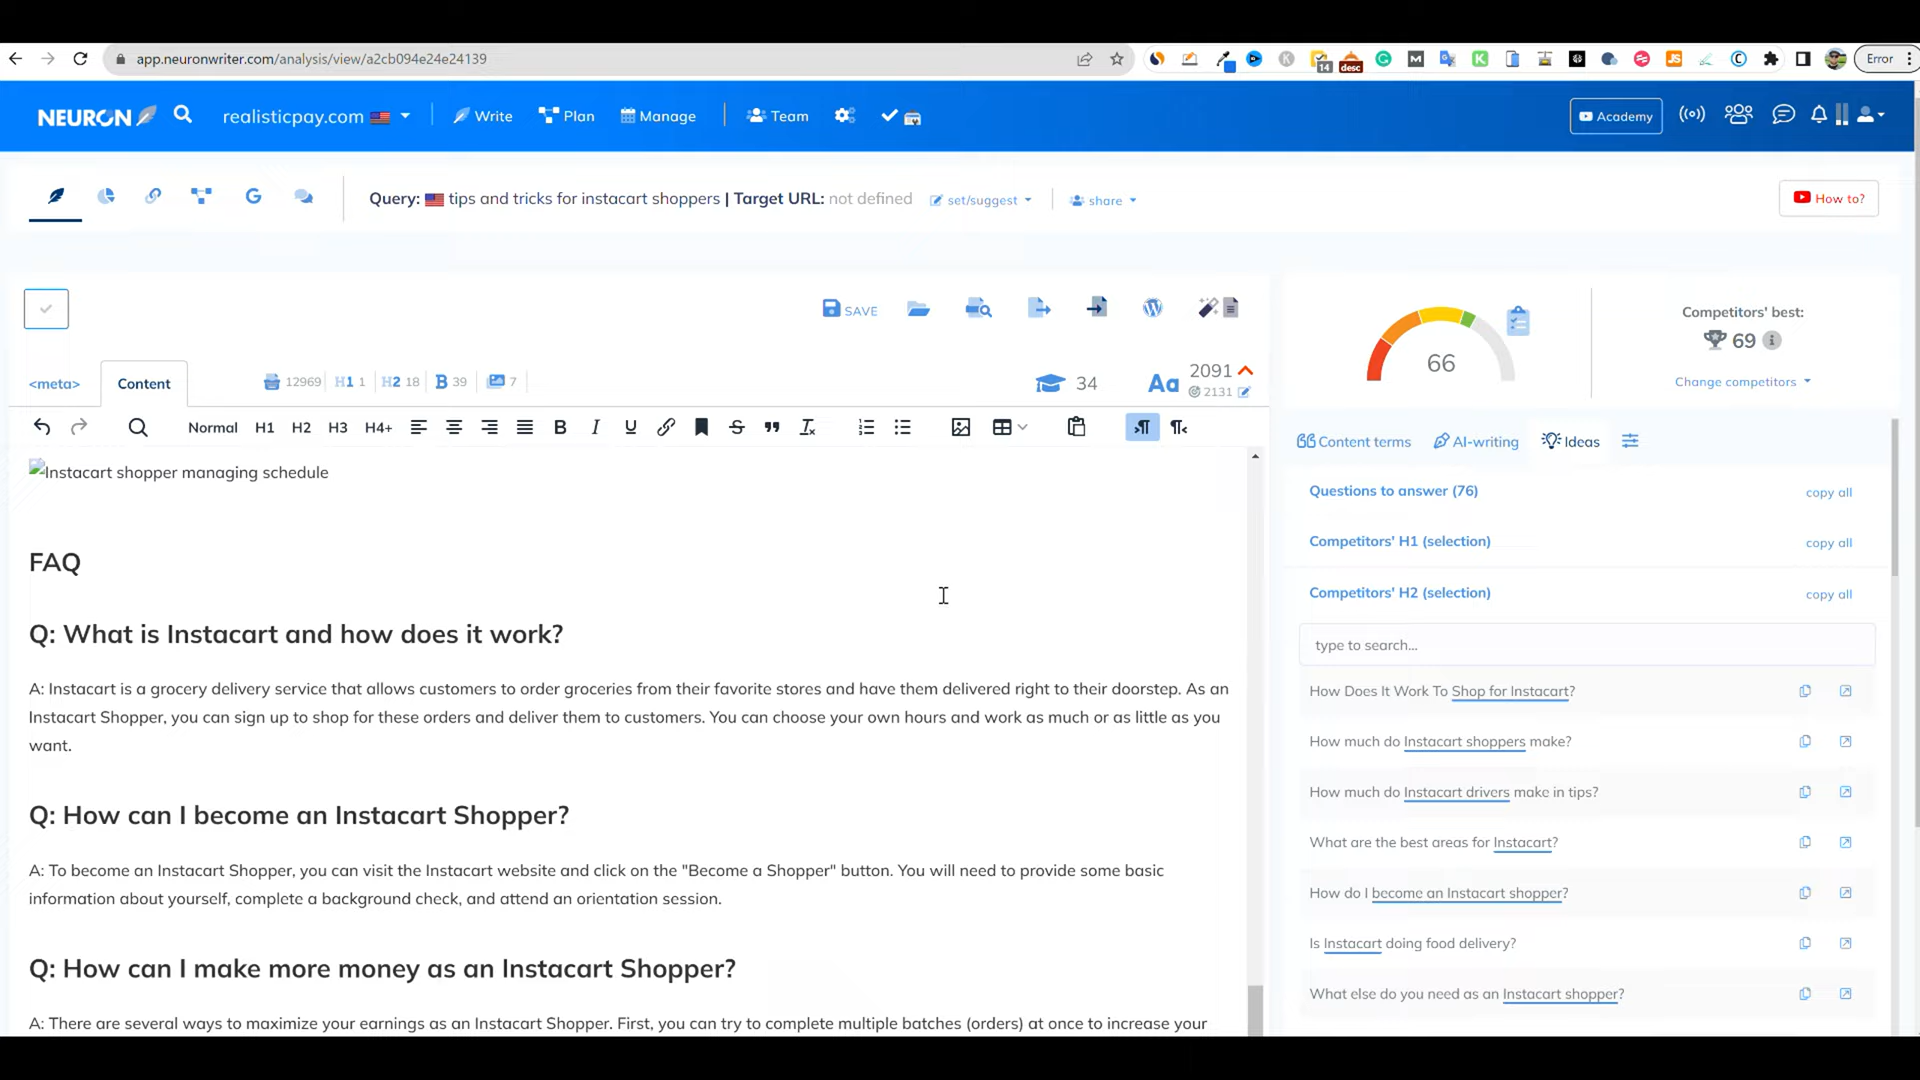 app.neuronwriter.com/analysis/view/a2cb094e24e24139
14
desc
M
K
JS
C
Error
NEURON
realisticpay.com
Write
Plan
Manage
Team
Academy
Query: tips and tricks for instacart shoppers | Target URL: not defined
set/suggest
share
How to?
SAVE
66
Competitors' best:
69
Change competitors
<meta>
Content
12969
H1 1
H2 18
B 39
7
34
Aa
2091
2131
Normal H1 H2 H3 H4+
Content terms
AI-writing
Ideas
Instacart shopper managing schedule
FAQ
Q: What is Instacart and how does it work?
A: Instacart is a grocery delivery service that allows customers to order groceries from their favorite stores and have them delivered right to their doorstep. As an
Instacart Shopper, you can sign up to shop for these orders and deliver them to customers. You can choose your own hours and work as much or as little as you
want.
Q: How can I become an Instacart Shopper?
A: To become an Instacart Shopper, you can visit the Instacart website and click on the "Become a Shopper" button. You will need to provide some basic
information about yourself, complete a background check, and attend an orientation session.
Q: How can I make more money as an Instacart Shopper?
A: There are several ways to maximize your earnings as an Instacart Shopper. First, you can try to complete multiple batches (orders) at once to increase your
Questions to answer (76)
copy all
Competitors' H1 (selection)
copy all
Competitors' H2 (selection)
copy all
type to search...
How Does It Work To Shop for Instacart?
How much do Instacart shoppers make?
How much do Instacart drivers make in tips?
What are the best areas for Instacart?
How do I become an Instacart shopper?
Is Instacart doing food delivery?
What else do you need as an Instacart shopper?